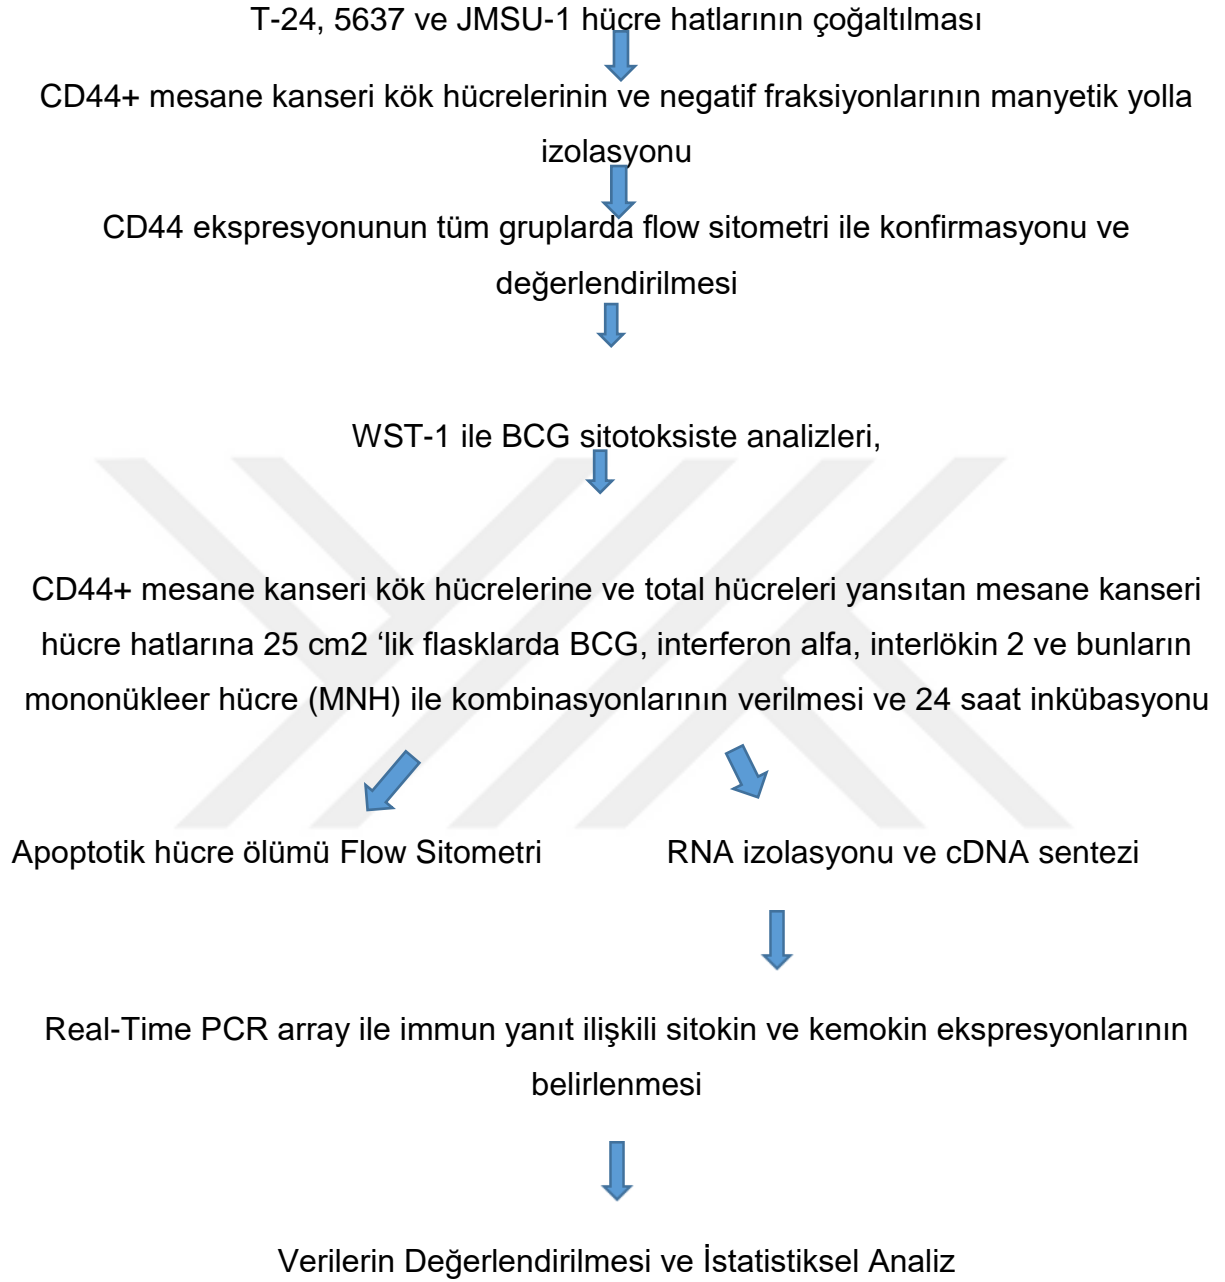 T-24, 5637 ve JMSU-1 hücre hatlarının çoğaltılması
CD44+ mesane kanseri kök hücrelerinin ve negatif fraksiyonlarının manyetik yolla
izolasyonu
CD44 ekspresyonunun tüm gruplarda flow sitometri ile konfirmasyonu ve
değerlendirilmesi
WST-1 ile BCG sitotoksiste analizleri,
CD44+ mesane kanseri kök hücrelerine ve total hücreleri yansıtan mesane kanseri
hücre hatlarına 25 cm2 ‘lik flasklarda BCG, interferon alfa, interlökin 2 ve bunların
mononükleer hücre (MNH) ile kombinasyonlarının verilmesi ve 24 saat inkübasyonu
Apoptotik hücre ölümü Flow Sitometri
RNA izolasyonu ve cDNA sentezi
Real-Time PCR array ile immun yanıt ilişkili sitokin ve kemokin ekspresyonlarının
belirlenmesi
Verilerin Değerlendirilmesi ve İstatistiksel Analiz